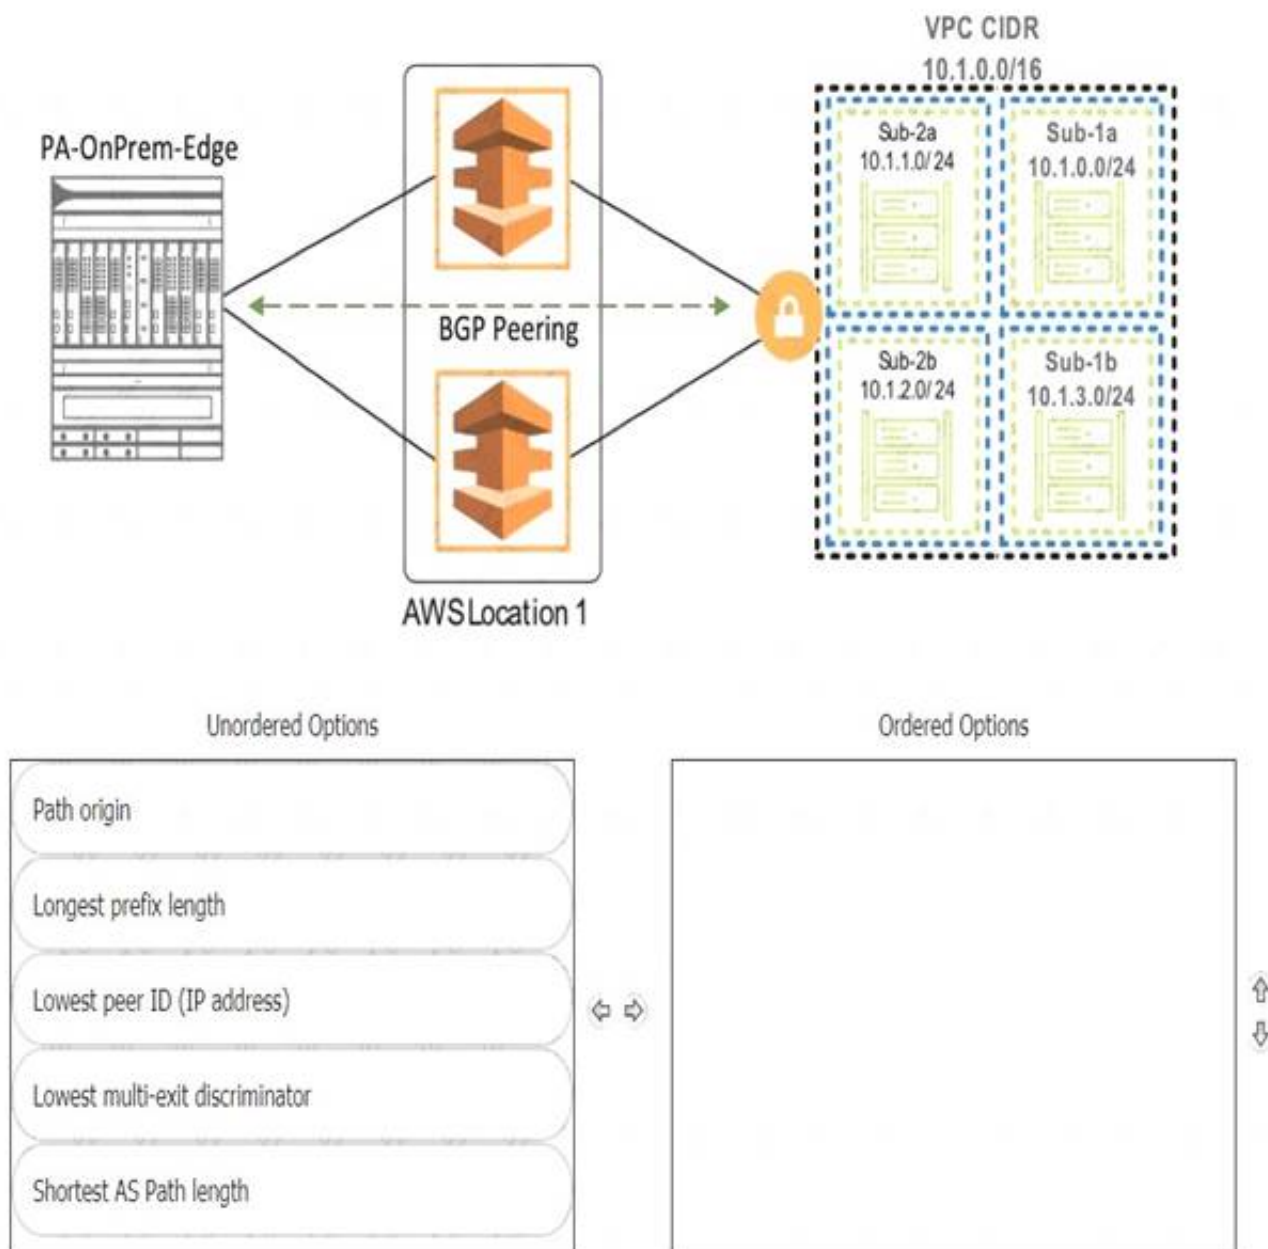 VPC CIDR
10.1.0.0/16
PA-OnPrem-Edge
Sub-2a
10.1.1.0/24
Sub-1a
10.1.0.0/24
BGP Peering
Sub-2b
10.1.2.0/24
Sub-1b
10.1.3.0/24
AWSLocation 1
Unordered Options
Ordered Options
Path origin
Longest prefix length
Lowest peer ID (IP address)
Lowest multi-exit discriminator
Shortest AS Path length